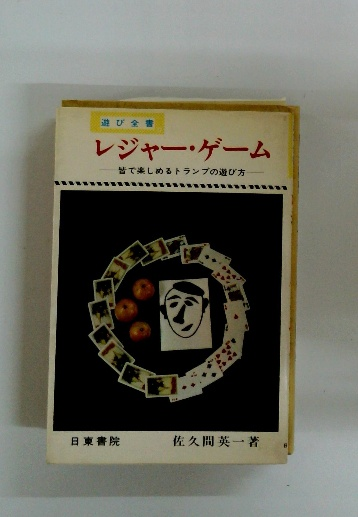 遊び全書
レジャー・ゲーム
——皆で楽しめるトランプの遊び方——
日東書院
佐久間英一著